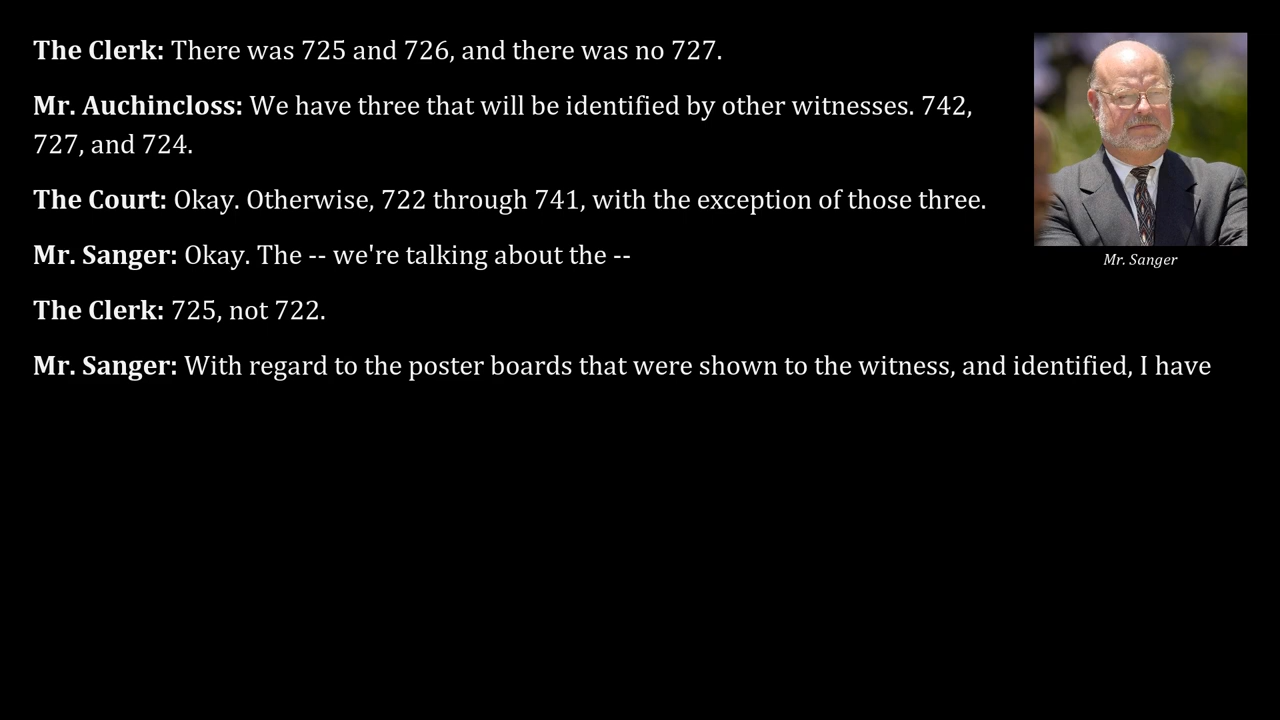 The Clerk: There was 725 and 726, and there was no 727.
Mr. Auchincloss: We have three that will be identified by other witnesses. 742,
727, and 724.
The Court: Okay. Otherwise, 722 through 741, with the exception of those three.
Mr. Sanger: Okay. The -- we're talking about the --
Mr. Sanger
The Clerk: 725, not 722.
Mr. Sanger: With regard to the poster boards that were shown to the witness, and identified, I have